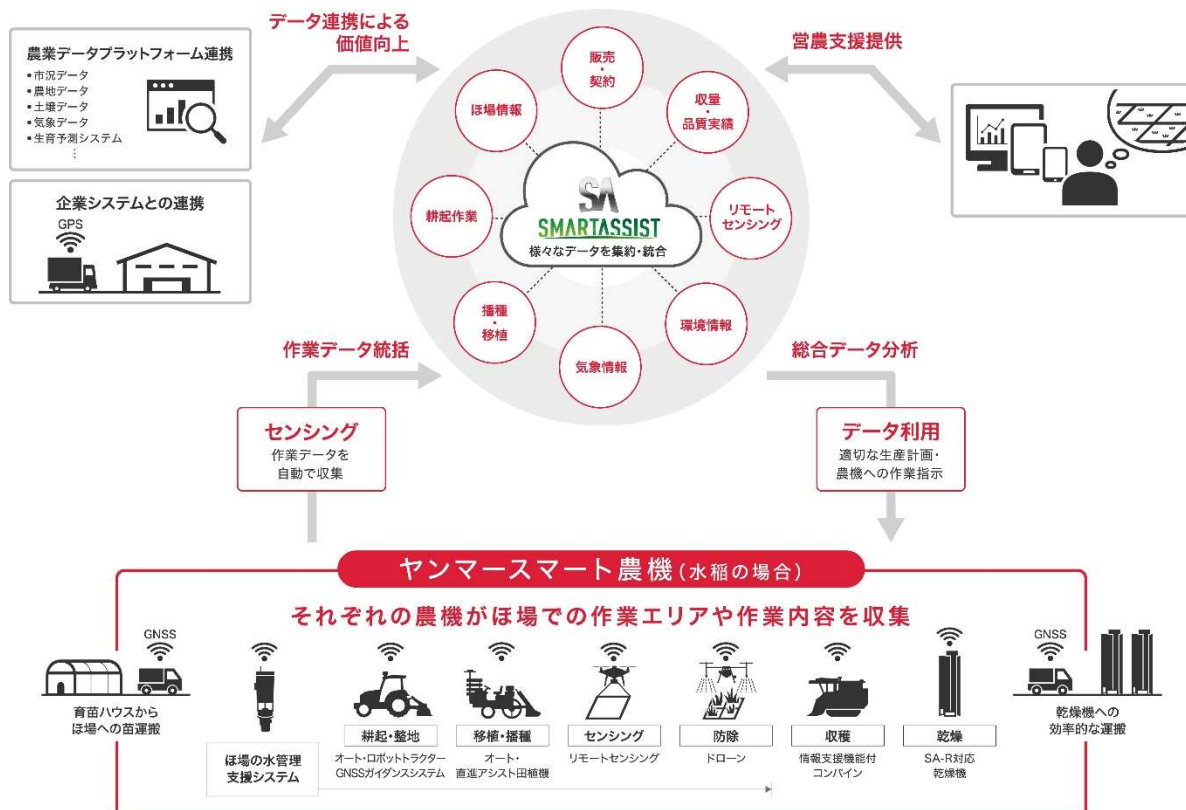 データ連携による
価値向上
営農支援提供
農業データプラットフォーム連携
•市況データ
•農地データ
•土壌データ
•気象データ
•生育予測システム
⋮
企業システムとの連携
GPS
販売
・
契約
ほ場情報
収量
・
品質実績
耕起作業
リモート
センシング
播種
・
移植
環境情報
気象情報
SA
SMARTASSIST
様々なデータを集約・統合
作業データ統括
総合データ分析
センシング
作業データを
自動で収集
データ利用
適切な生産計画・
農機への作業指示
ヤンマースマート農機(水稲の場合)
それぞれの農機がほ場での作業エリアや作業内容を収集
GNSS
育苗ハウスから
ほ場への苗運搬
ほ場の水管理
支援システム
耕起・整地
オート・ロボットトラクター
GNSSガイダンスシステム
移植・播種
オート・
直進アシスト田植機
センシング
リモートセンシング
防除
ドローン
収穫
情報支援機能付
コンバイン
乾燥
SA-R対応
乾燥機
GNSS
乾燥機への
効率的な運搬